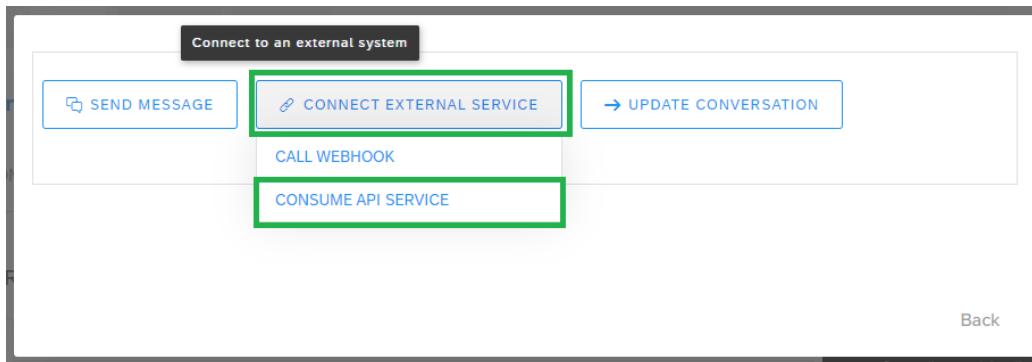 Connect to an external system
SEND MESSAGE
CONNECT EXTERNAL SERVICE
UPDATE CONVERSATION
CALL WEBHOOK
CONSUME API SERVICE
Back